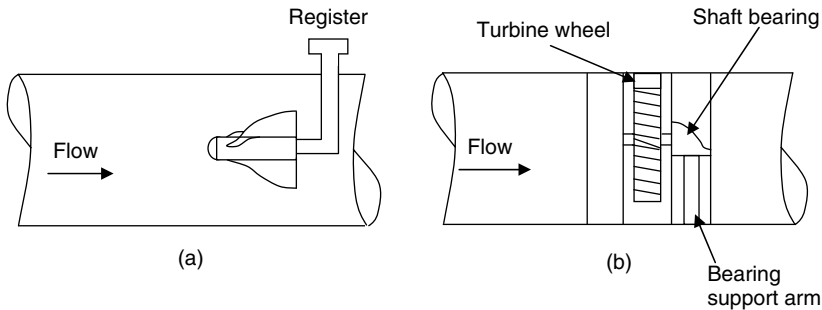 Register
Flow
(a)
Turbine wheel
Shaft bearing
Flow
(b)
Bearing
support arm